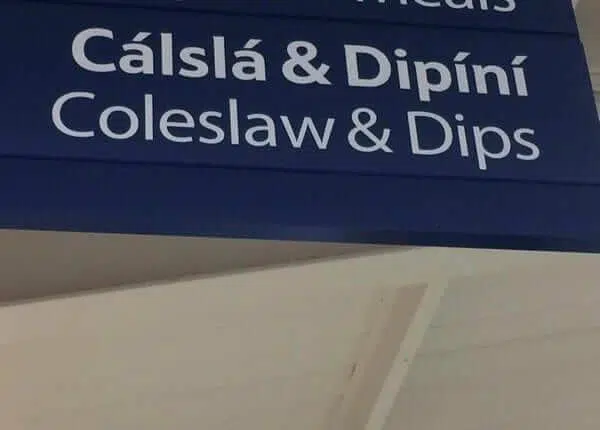 Cálslá & Dipíní
Coleslaw & Dips